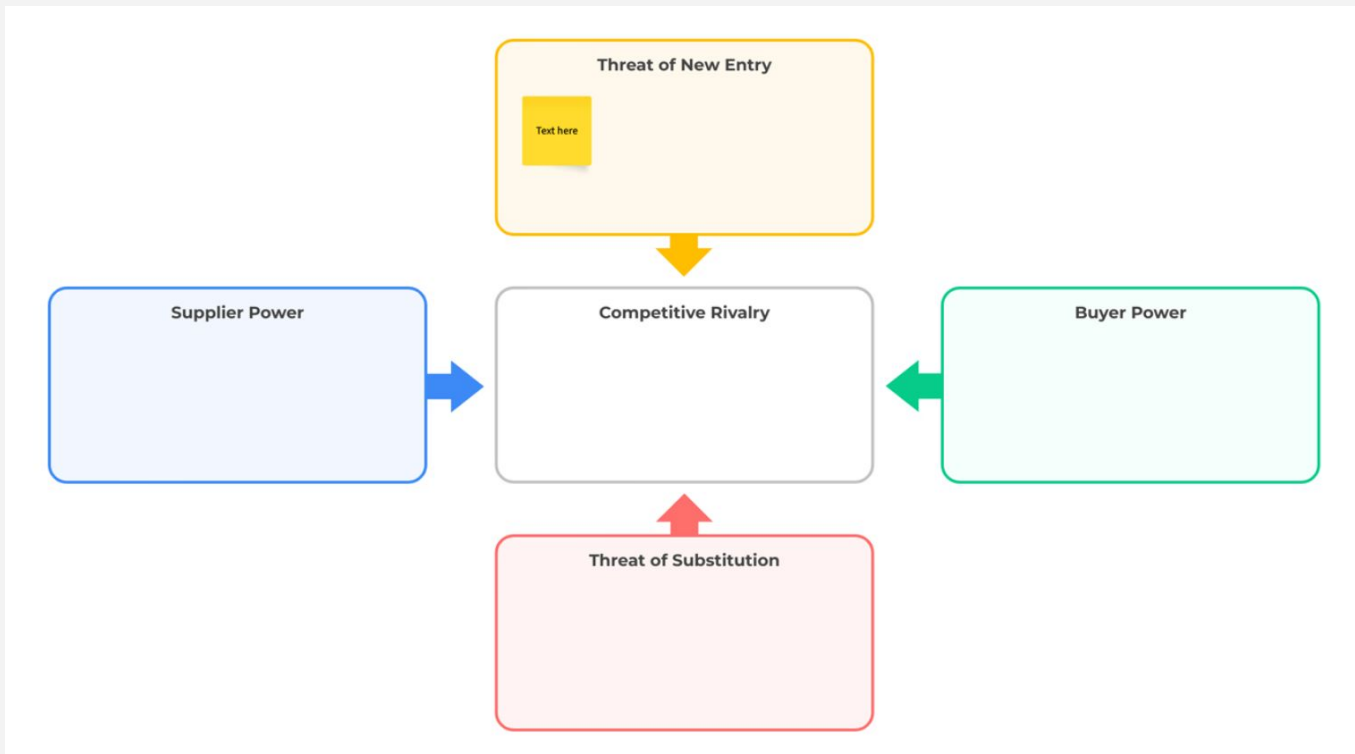 Threat of New Entry
Text here
Supplier Power
Competitive Rivalry
Buyer Power
Threat of Substitution